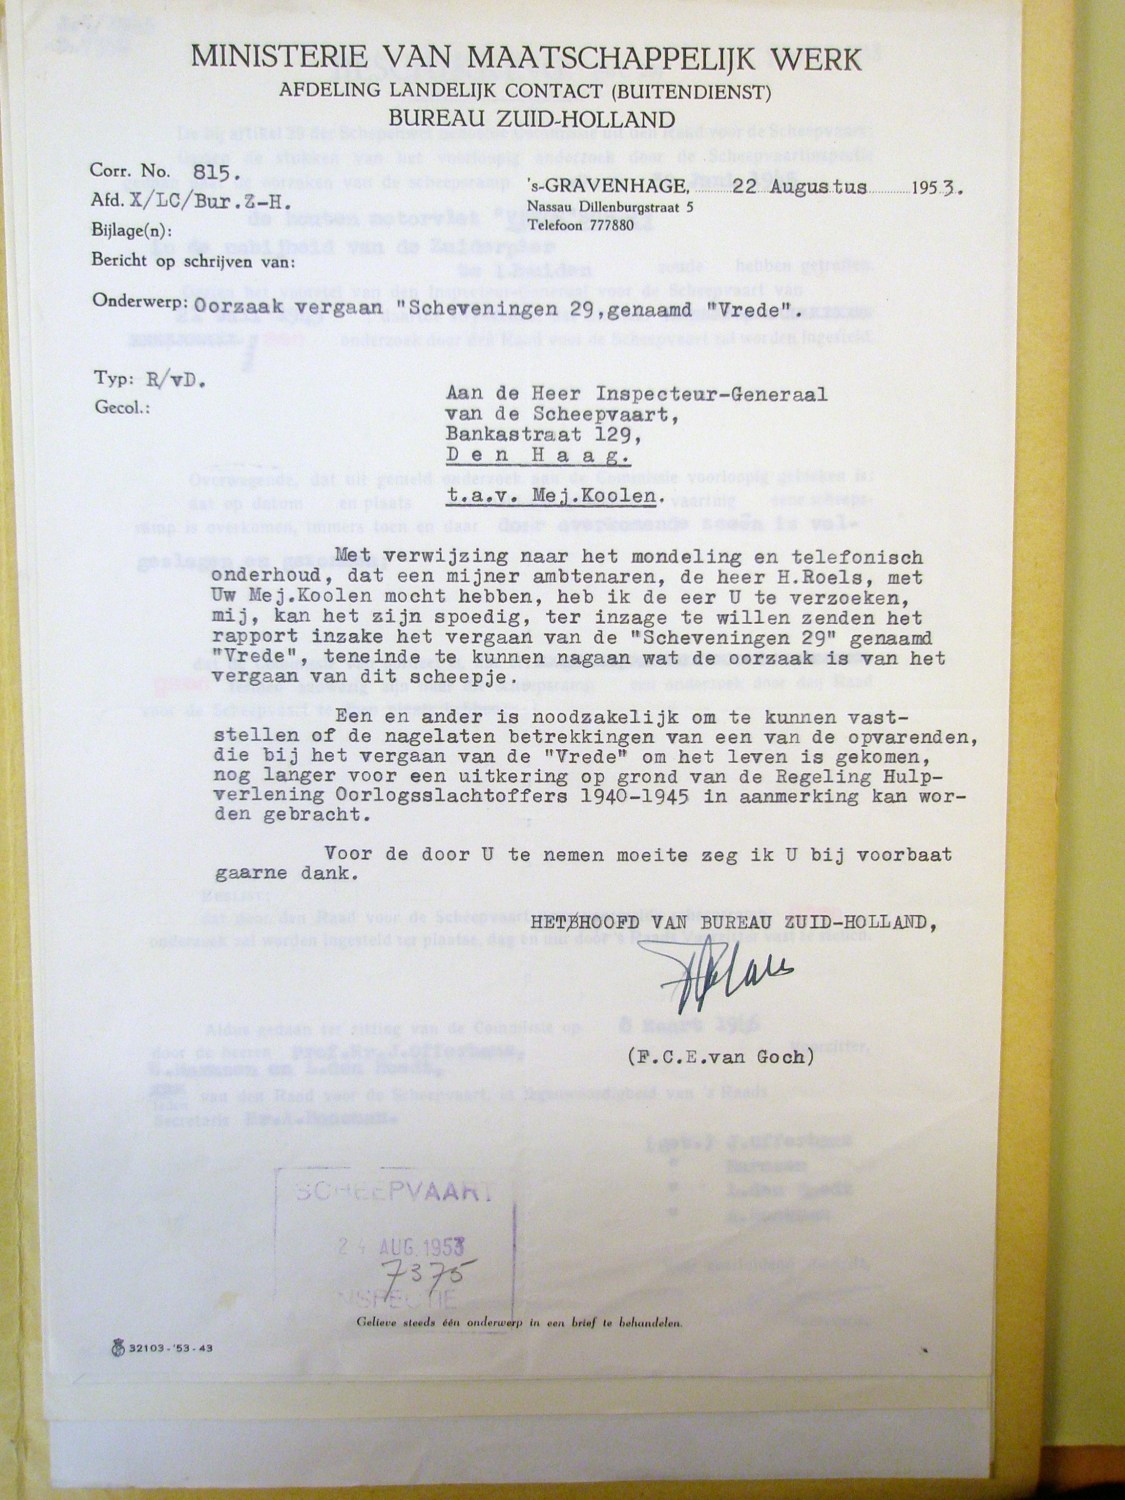 MINISTERIE VAN MAATSCHAPPELIJK WERK
AFDELING LANDELIJK CONTACT (BUITENDIENST)
BUREAU ZUID-HOLLAND
Corr. No. 815.
Afd. X/LC/Bur.Z-H.
Bijlage(n):
Bericht op schrijven van:
's-GRAVENHAGE, 22 Augustus 1953.
Nassau Dillenburgstraat 5
Telefoon 777880
Onderwerp: Oorzaak vergaan "Scheveningen 29,genaamd "Vrede".
Typ: R/vD.
Gecol.:
Aan de Heer Inspecteur-Generaal
van de Scheepvaart,
Bankastraat 129,
D e n  H a a g.
t.a.v. Mej.Koolen.
Met verwijzing naar het mondeling en telefonisch
onderhoud, dat een mijner ambtenaren, de heer H.Roels, met
Uw Mej.Koolen mocht hebben, heb ik de eer U te verzoeken,
mij, kan het zijn spoedig, ter inzage te willen zenden het
rapport inzake het vergaan van de "Scheveningen 29" genaamd
"Vrede", teneinde te kunnen nagaan wat de oorzaak is van het
vergaan van dit scheepje.
Een en ander is noodzakelijk om te kunnen vast-
stellen of de nagelaten betrekkingen van een van de opvarenden,
die bij het vergaan van de "Vrede" om het leven is gekomen,
nog langer voor een uitkering op grond van de Regeling Hulp-
verlening Oorlogsslachtoffers 1940-1945 in aanmerking kan wor-
den gebracht.
Voor de door U te nemen moeite zeg ik U bij voorbaat
gaarne dank.
HET HOOFD VAN BUREAU ZUID-HOLLAND,
(F.C.E.van Goch)
SCHEEPVAART
24 AUG. 1953
7375
INSPECTIE
Gelieve steeds één onderwerp in een brief te behandelen.
32103 - '53 - 43